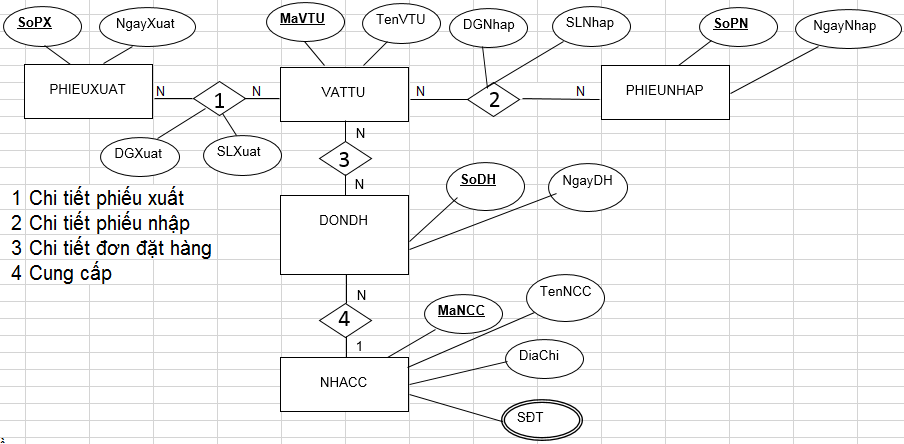 SoPX
NgayXuat
MaVTU
TenVTU
DGNhap
SLNhap
SoPN
NgayNhap
PHIEUXUAT
N
1
N
VATTU
N
2
N
PHIEUNHAP
DGXuat
SLXuat
N
3
N
1 Chi tiết phiếu xuất
2 Chi tiết phiếu nhập
3 Chi tiết đơn đặt hàng
4 Cung cấp
SoDH
NgayDH
DONDH
N
4
1
MaNCC
TenNCC
DiaChi
NHACC
SĐT